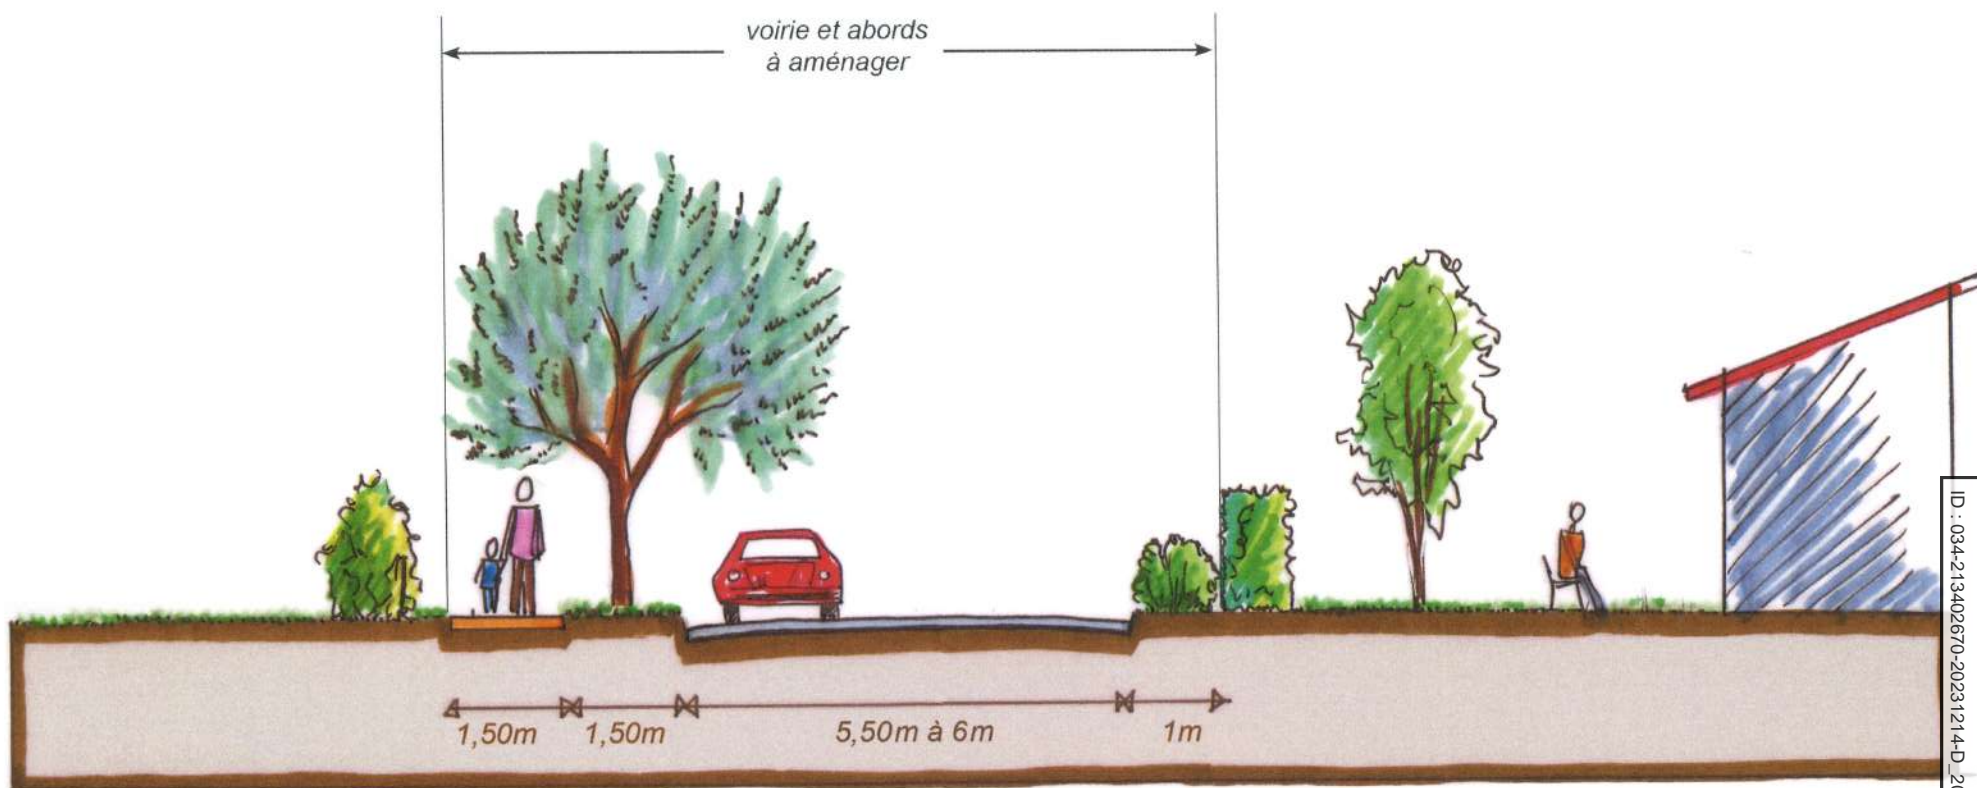 voirie et abords
à aménager
1,50m 1,50m 5,50m à 6m 1m
ID : 034-213402670-20231214-D_20